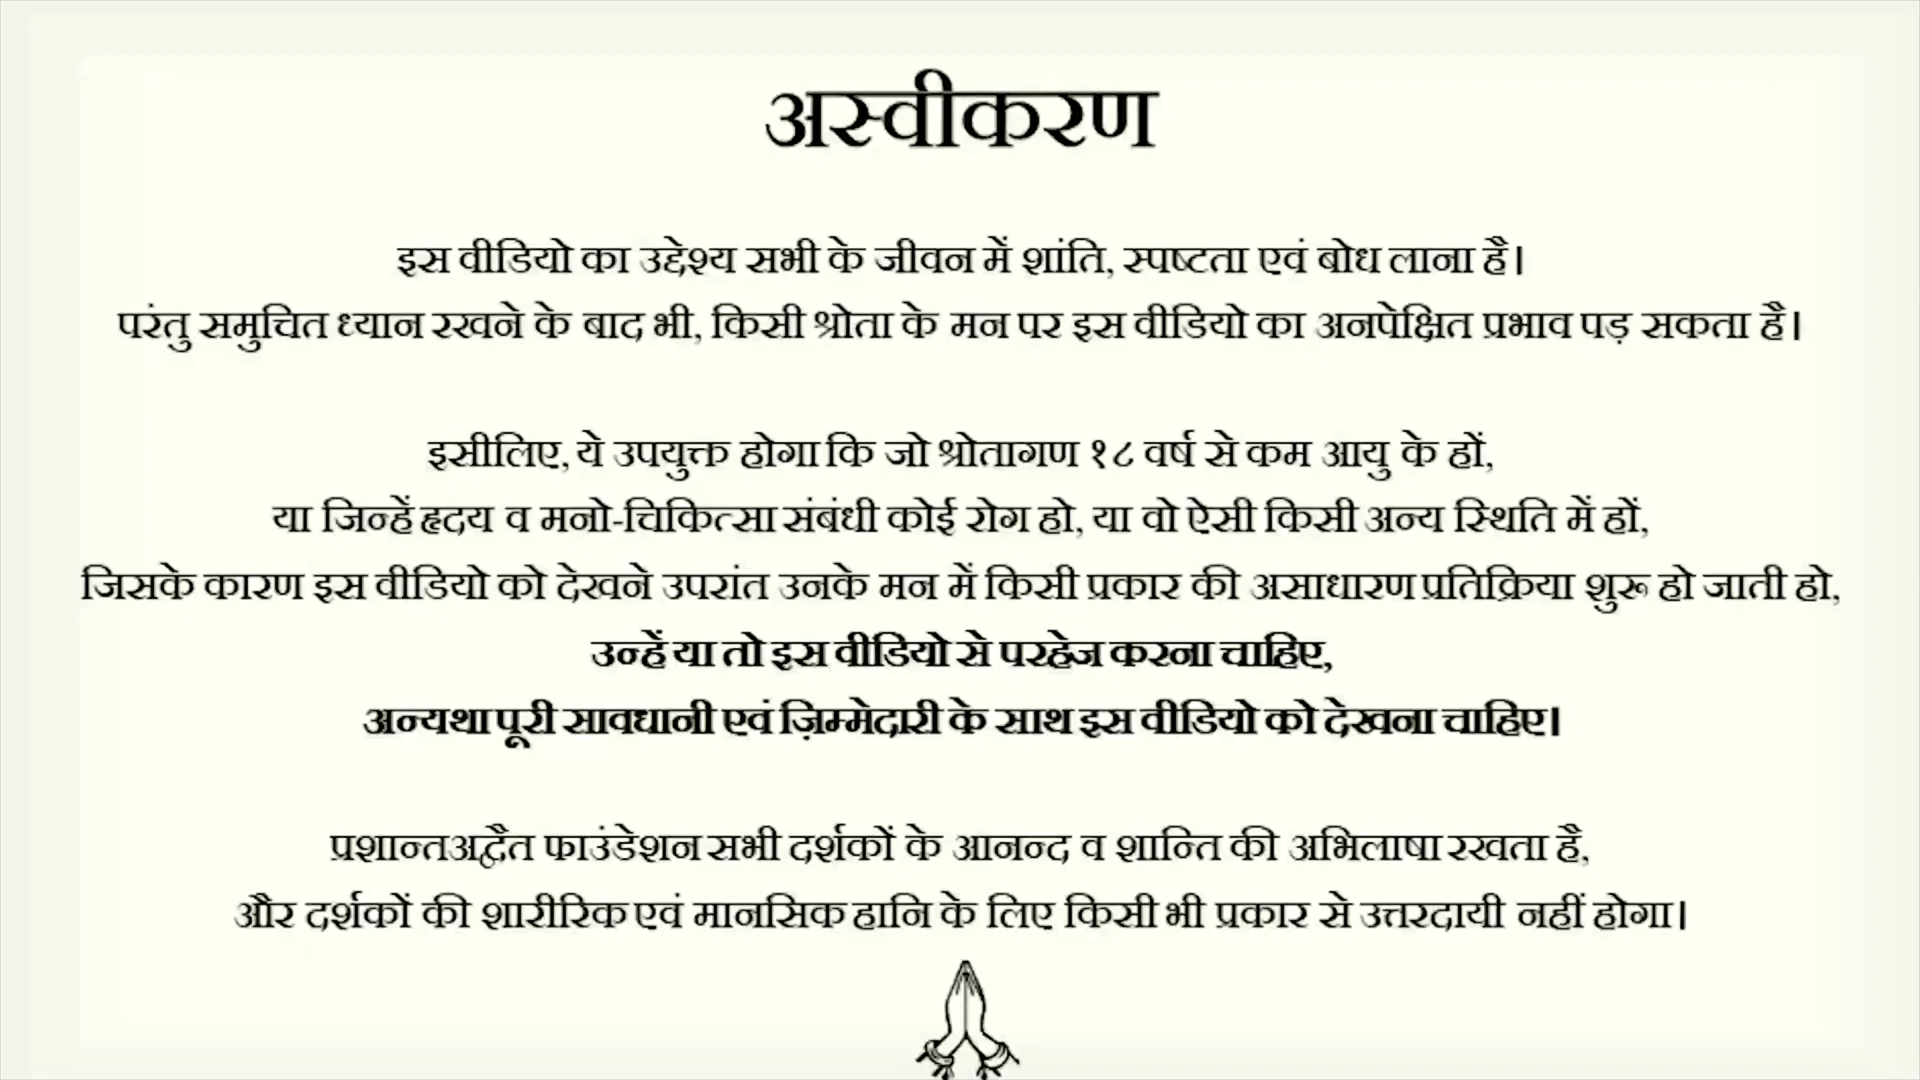 अस्वीकरण
इस वीडियो का उद्देश्य सभी के जीवन में शांति, स्पष्टता एवं बोध लाना है।
परंतु समुचित ध्यान रखने के बाद भी, किसी श्रोता के मन पर इस वीडियो का अनपेक्षित प्रभाव पड़ सकता है।
इसीलिए, ये उपयुक्त होगा कि जो श्रोतागण १८ वर्ष से कम आयु के हों,
या जिन्हें हृदय व मनो-चिकित्सा संबंधी कोई रोग हो, या वो ऐसी किसी अन्य स्थिति में हों,
जिसके कारण इस वीडियो को देखने उपरांत उनके मन में किसी प्रकार की असाधारण प्रतिक्रिया शुरू हो जाती हो,
उन्हें या तो इस वीडियो से परहेज करना चाहिए,
अन्यथा पूरी सावधानी एवं ज़िम्मेदारी के साथ इस वीडियो को देखना चाहिए।
प्रशान्तअद्वैत फाउंडेशन सभी दर्शकों के आनन्द व शान्ति की अभिलाषा रखता है,
और दर्शकों की शारीरिक एवं मानसिक हानि के लिए किसी भी प्रकार से उत्तरदायी नहीं होगा।